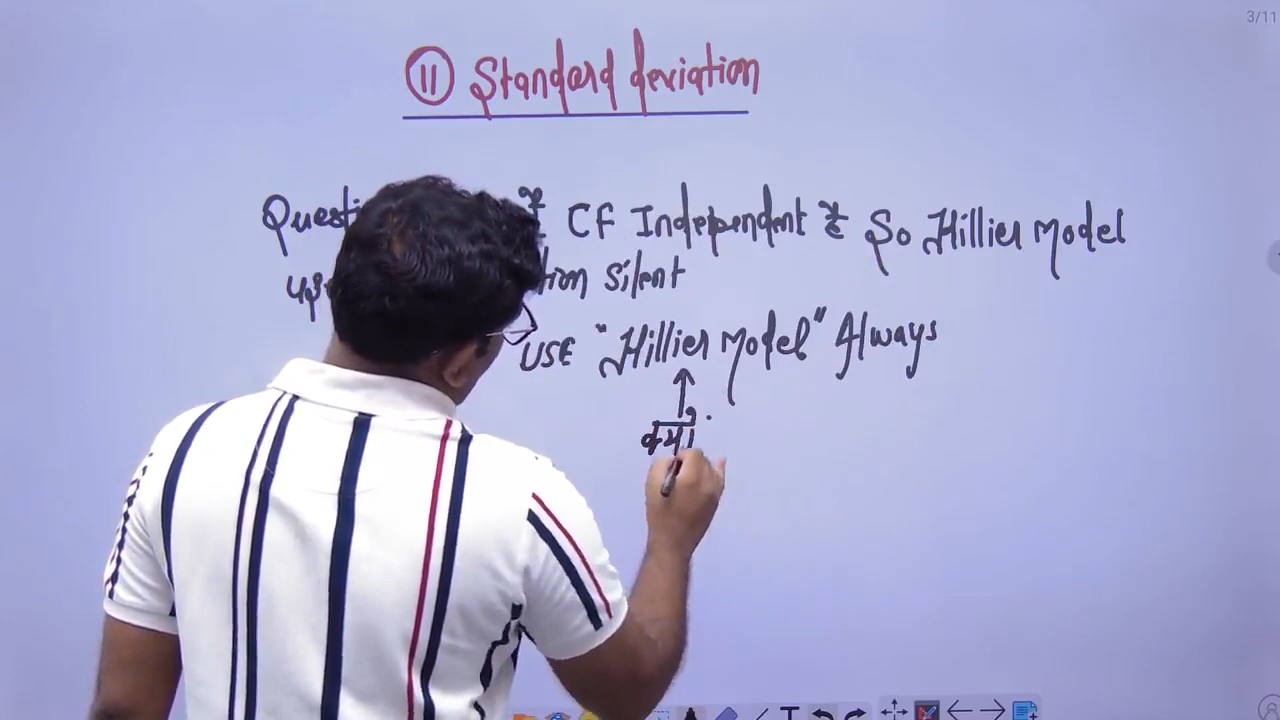 3/11
11 Standard deviation
CF Independent है So Hillier Model
silent
USE "Hillier Model" Always